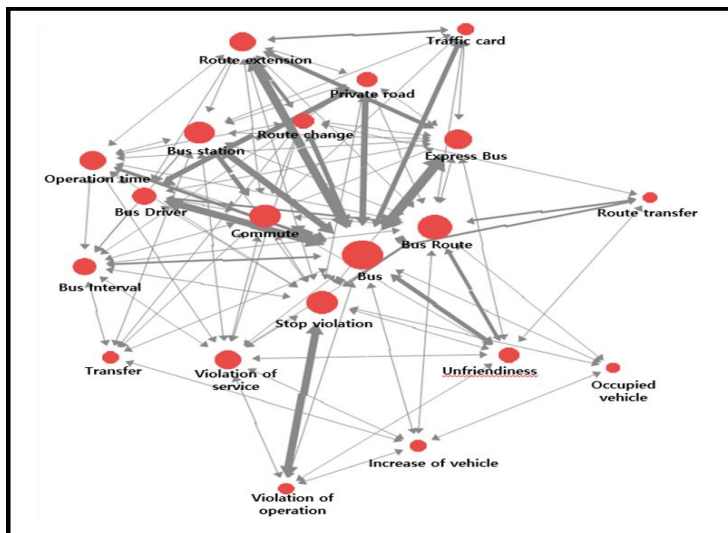 Traffic card
Route extension
Private road
Route change
Bus station
Express Bus
Operation time
Bus Driver
Route transfer
Commute
Bus Route
Bus
Bus Interval
Stop violation
Transfer
Violation of
service
Unfriendiness
Occupied
vehicle
Increase of vehicle
Violation of
operation